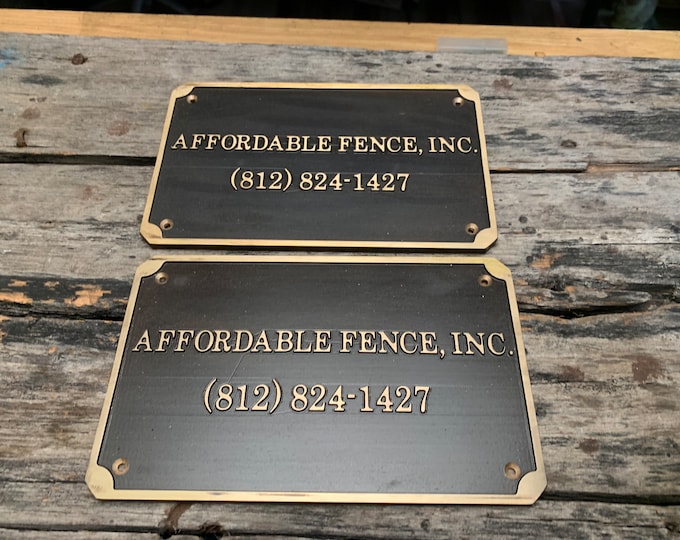 AFFORDABLE FENCE, INC.
(812) 824-1427
AFFORDABLE FENCE, INC.
(812) 824-1427